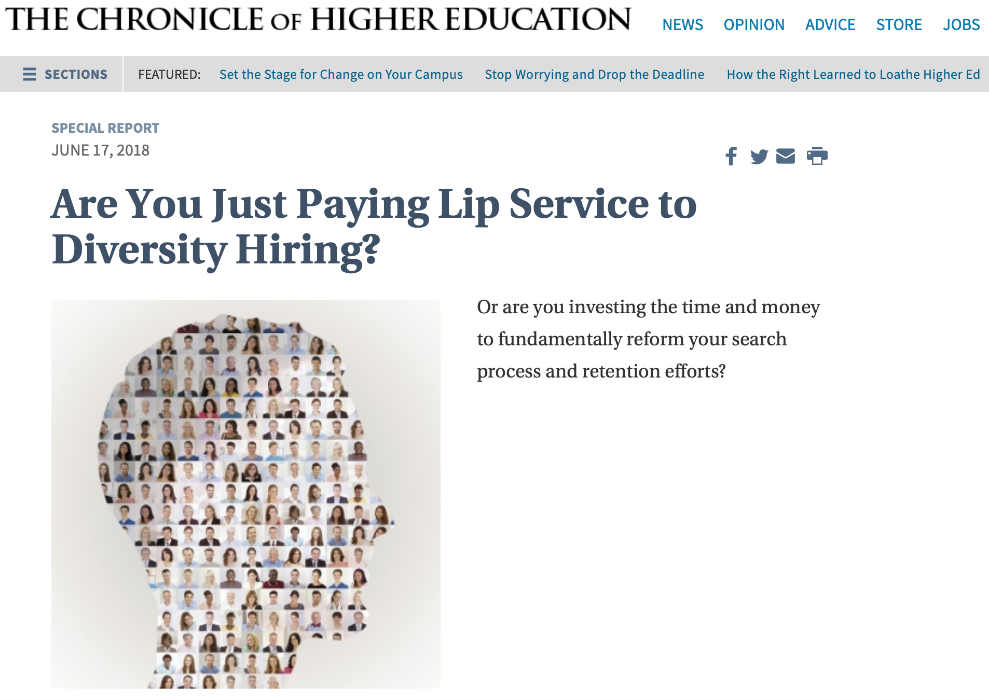 THE CHRONICLE OF HIGHER EDUCATION
NEWS OPINION ADVICE STORE JOBS
SECTIONS FEATURED: Set the Stage for Change on Your Campus Stop Worrying and Drop the Deadline How the Right Learned to Loathe Higher Ed
SPECIAL REPORT
JUNE 17, 2018
Are You Just Paying Lip Service to
Diversity Hiring?
Or are you investing the time and money
to fundamentally reform your search
process and retention efforts?